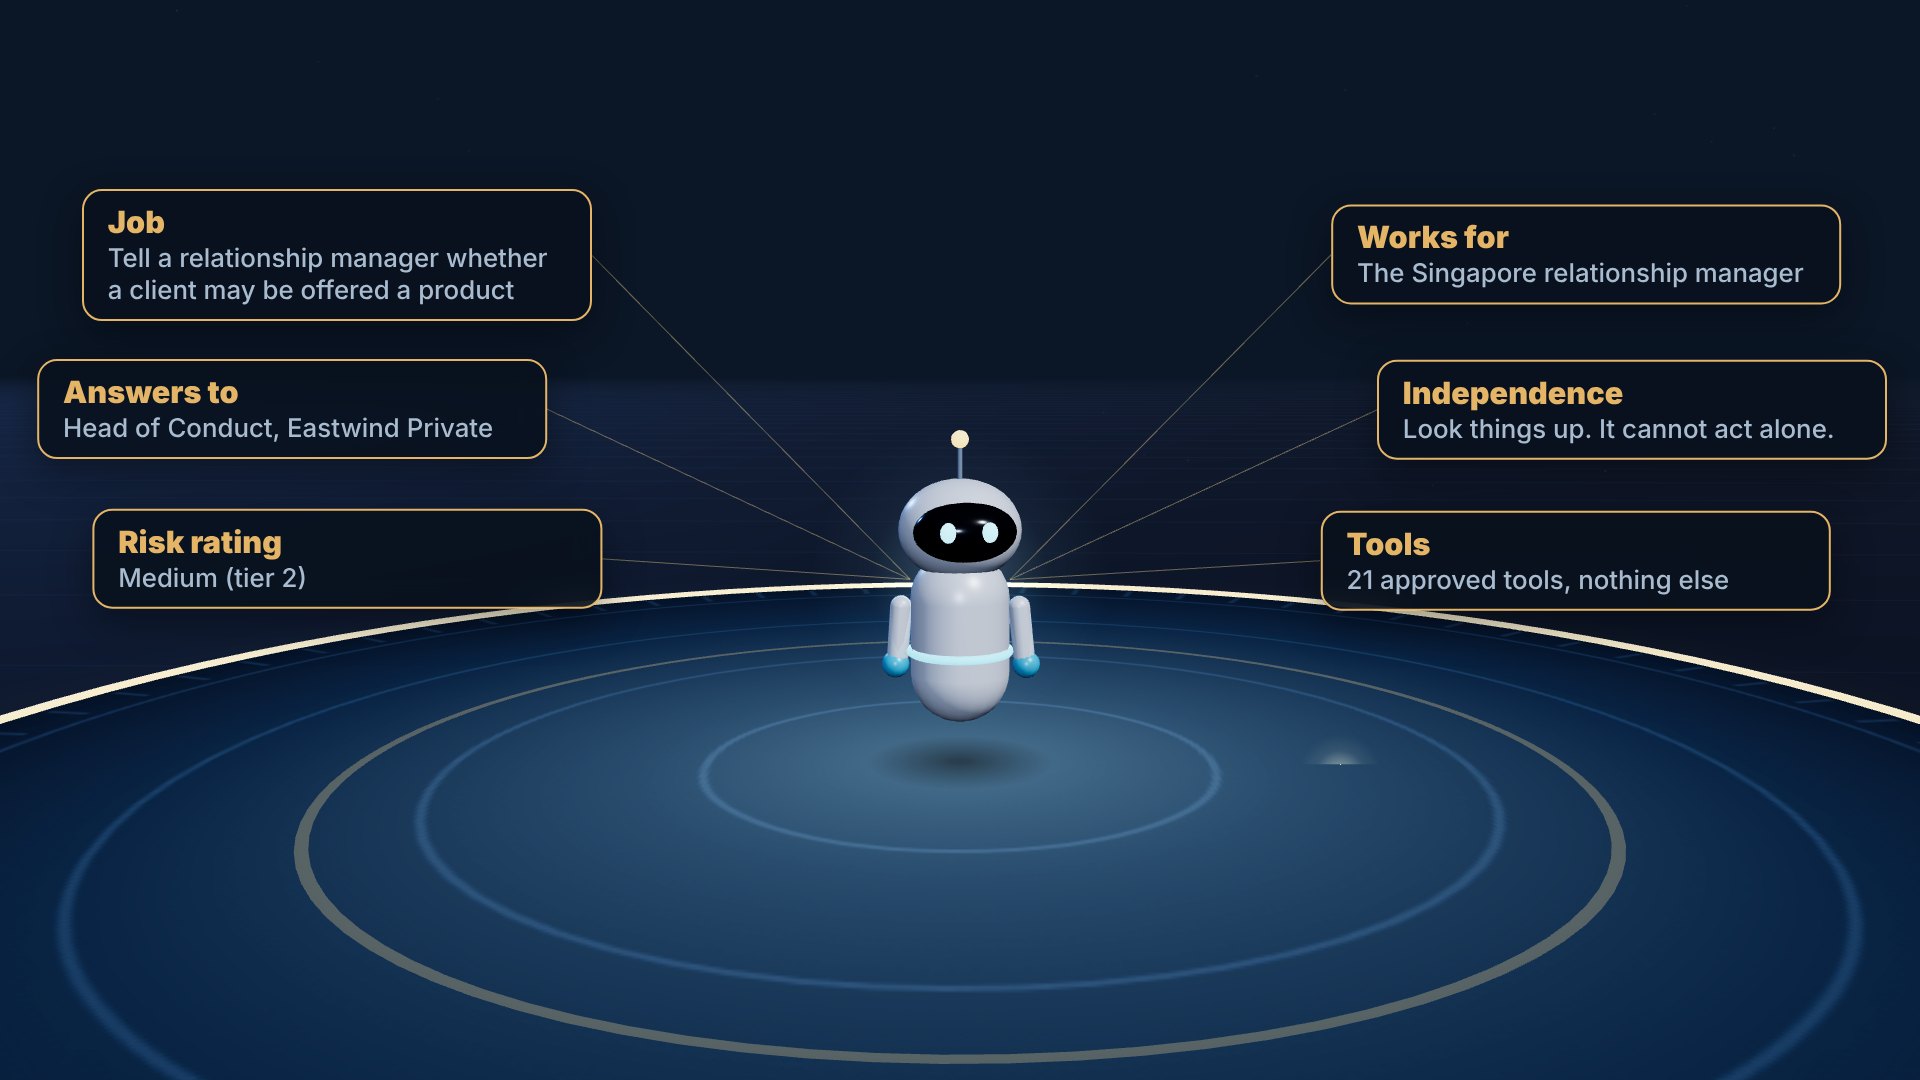 Job
Tell a relationship manager whether
a client may be offered a product
Answers to
Head of Conduct, Eastwind Private
Risk rating
Medium (tier 2)
Works for
The Singapore relationship manager
Independence
Look things up. It cannot act alone.
Tools
21 approved tools, nothing else